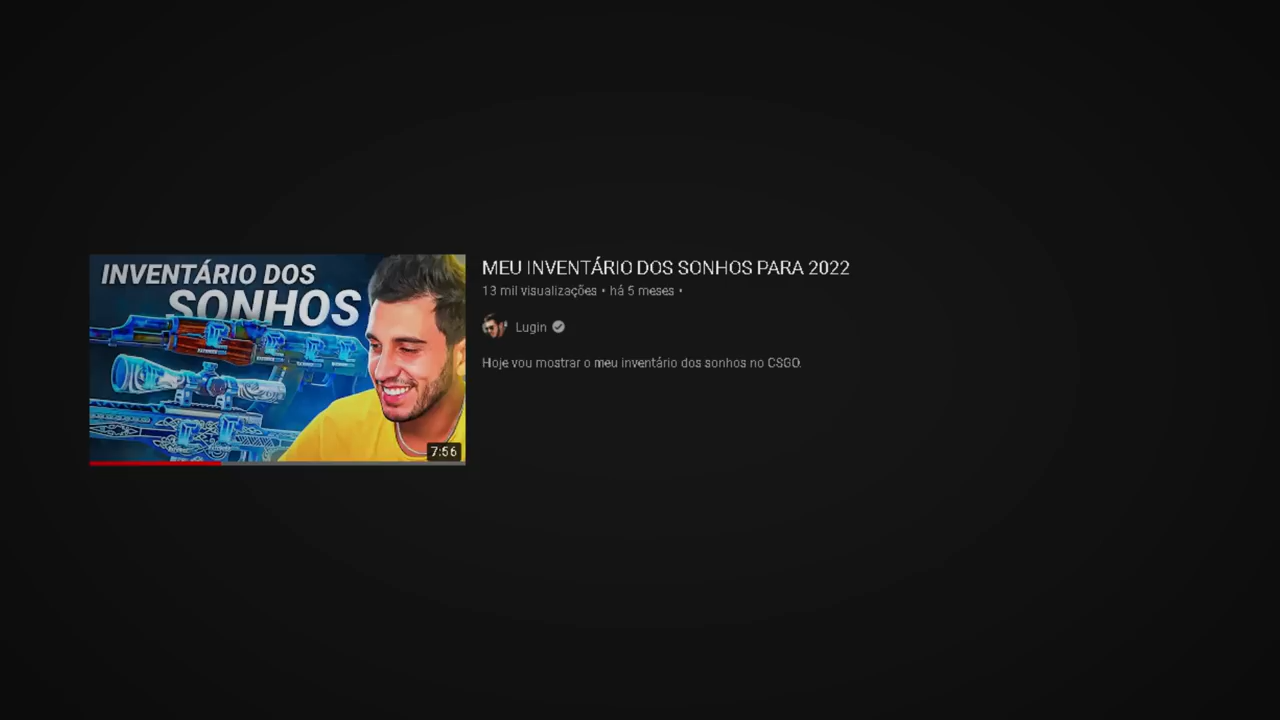 INVENTÁRIO DOS
SONHOS
7:56
MEU INVENTÁRIO DOS SONHOS PARA 2022
13 mil visualizações • há 5 meses •
Lugin
Hoje vou mostrar o meu inventário dos sonhos no CSGO.